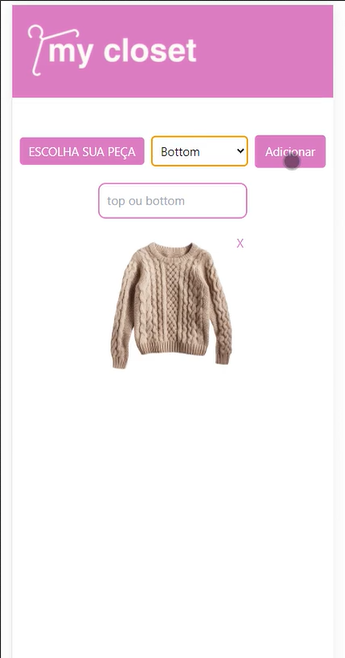 my closet
ESCOLHA SUA PEÇA Bottom Adicionar
top ou bottom
X